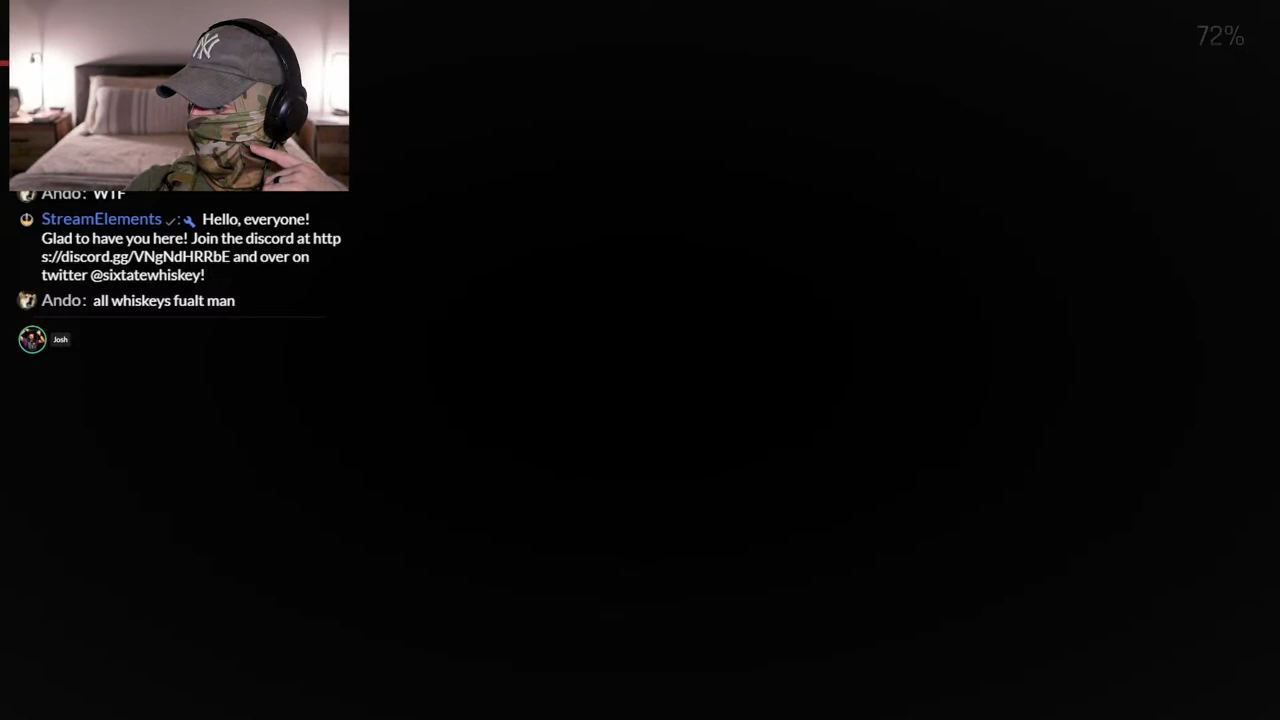 72%
NY
Ando: WTF
StreamElements : Hello, everyone!
Glad to have you here! Join the discord at http
s://discord.gg/VNgNdHRRbE and over on
twitter @sixtatewhiskey!
Ando: all whiskeys fualt man
Josh